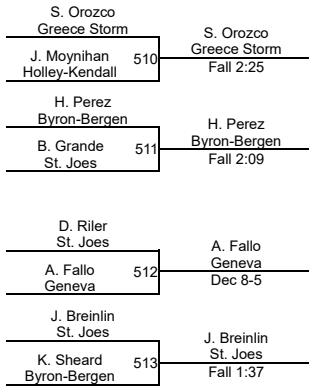 S. Orozco
Greece Storm
J. Moynihan
Holley-Kendall
510
S. Orozco
Greece Storm
Fall 2:25
H. Perez
Byron-Bergen
B. Grande
St. Joes
511
H. Perez
Byron-Bergen
Fall 2:09
D. Riler
St. Joes
A. Fallo
Geneva
512
A. Fallo
Geneva
Dec 8-5
J. Breinlin
St. Joes
K. Sheard
Byron-Bergen
513
J. Breinlin
St. Joes
Fall 1:37